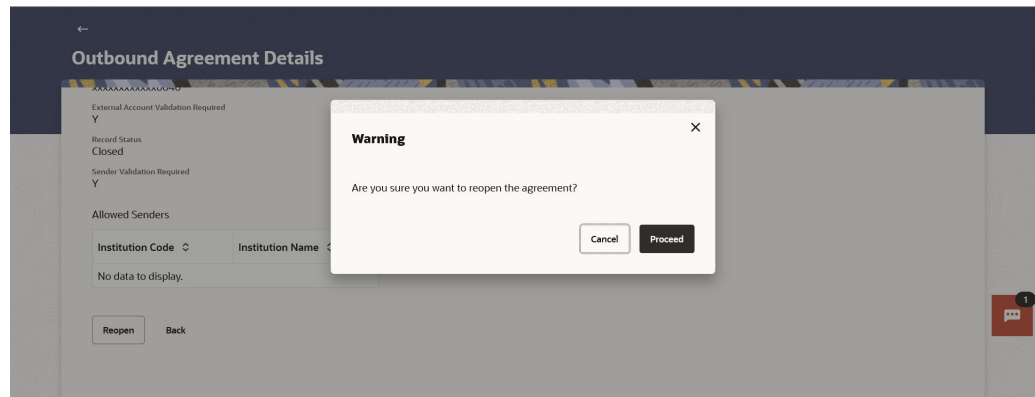 Outbound Agreement Details
External Account Validation Required
Y
Record Status
Closed
Sender Validation Required
Y
Allowed Senders
Institution Code
Institution Name
No data to display.
Reopen
Back
Warning
Are you sure you want to reopen the agreement?
Cancel
Proceed
1